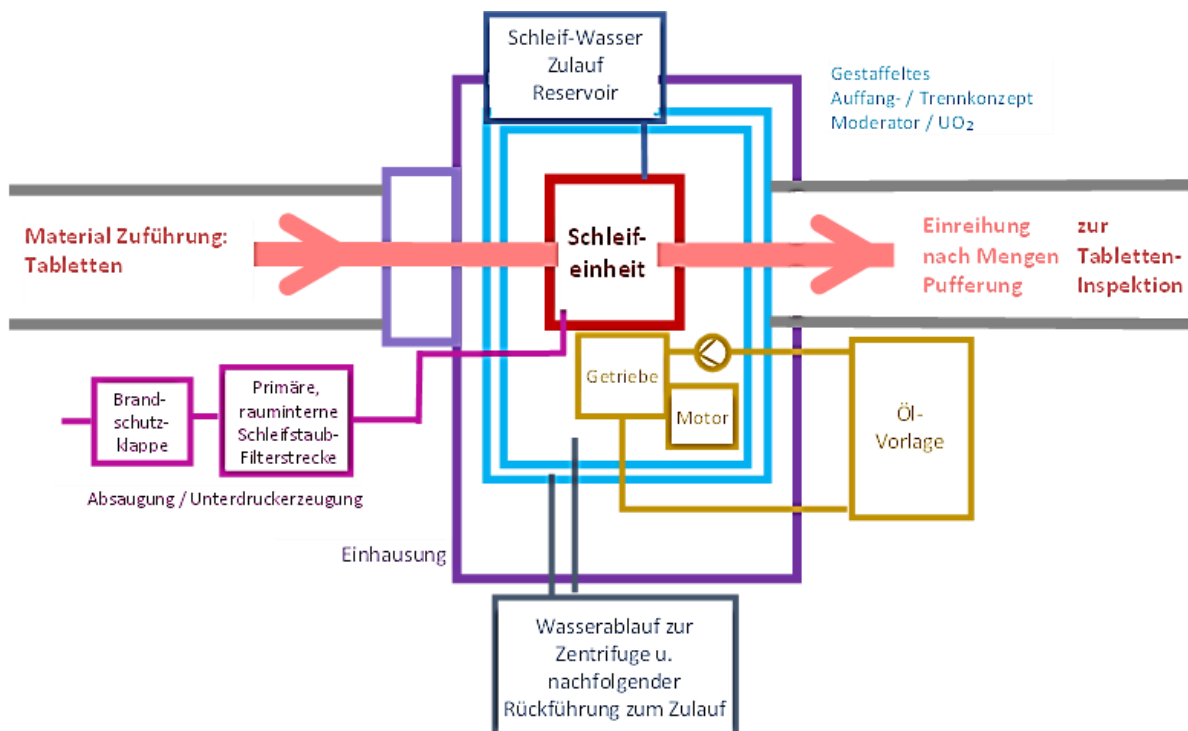 Schleif-Wasser
Zulauf
Reservoir
Gestaffeltes
Auffang- / Trennkonzept
Moderator / UO₂
Material Zuführung:
Tabletten
Schleif-
einheit
Einreihung
nach Mengen
Pufferung
zur
Tabletten-
Inspektion
Brand-
schutz-
klappe
Primäre,
rauminterne
Schleifstaub-
Filterstrecke
Absaugung / Unterdruckerzeugung
Getriebe
Motor
Öl-
Vorlage
Einhausung
Wasserablauf zur
Zentrifuge u.
nachfolgender
Rückführung zum Zulauf